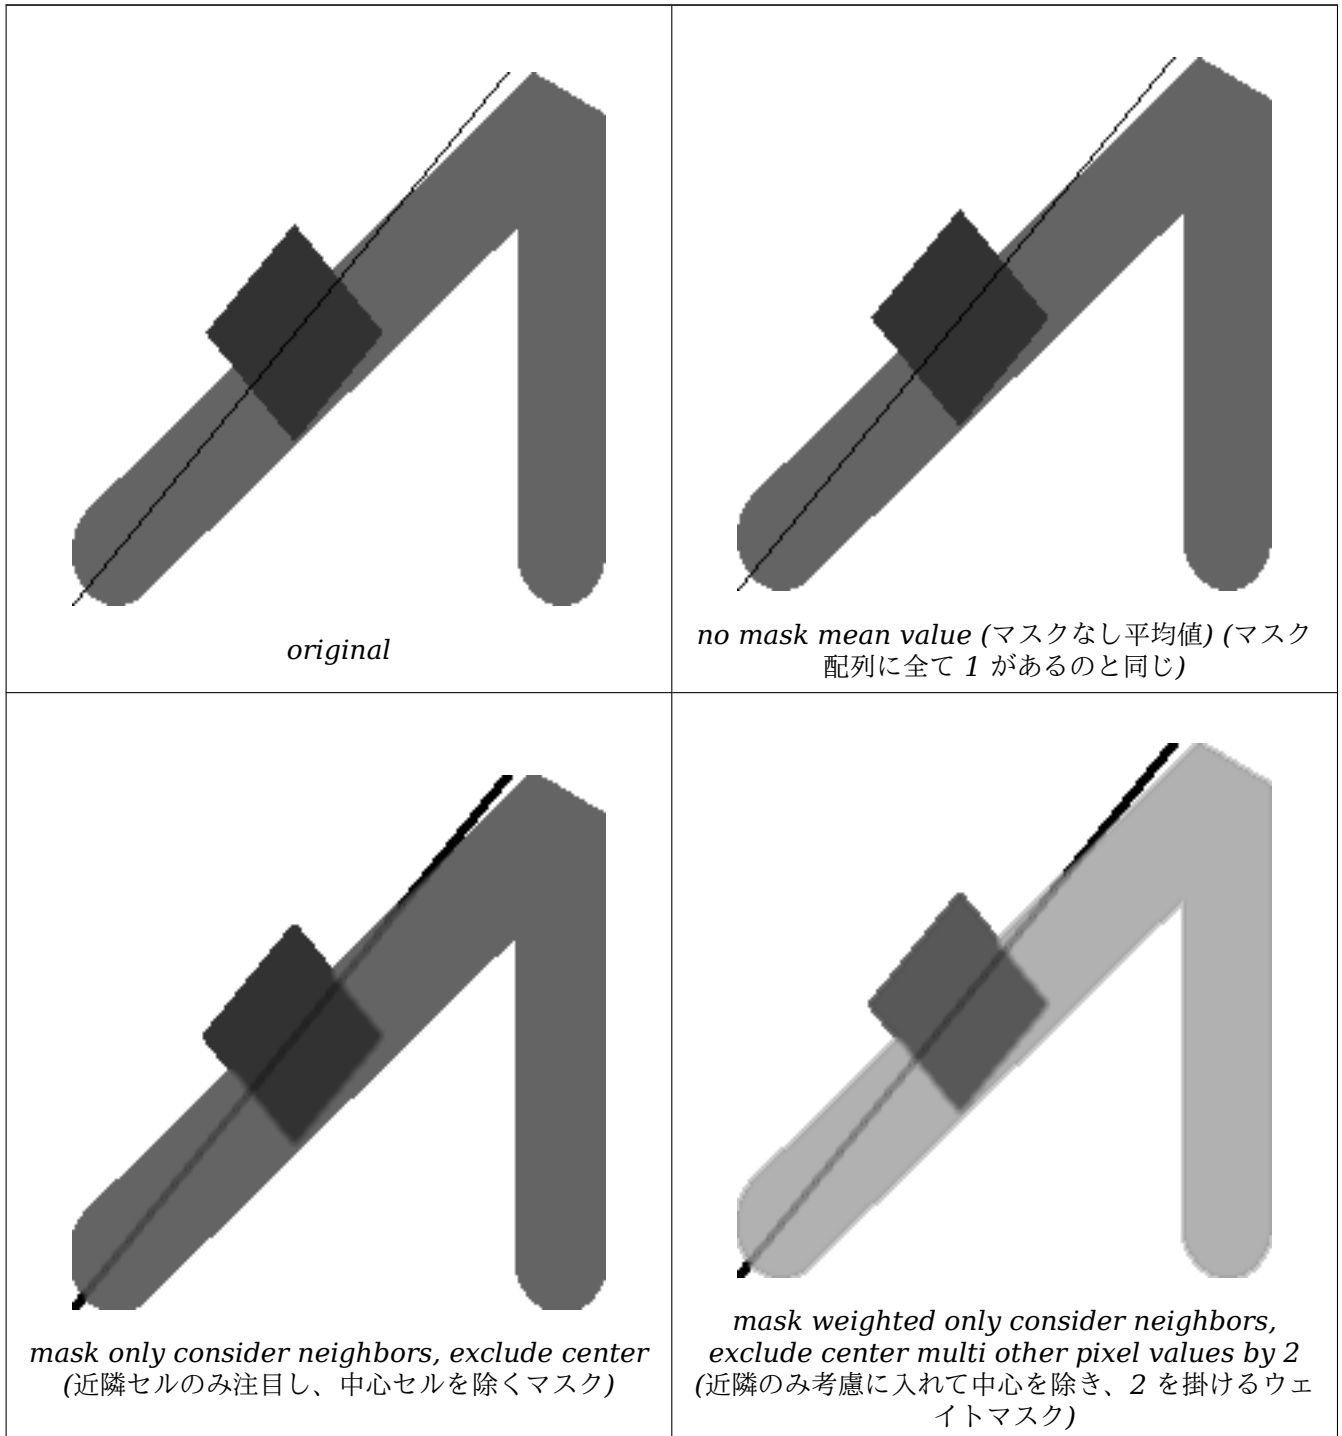 original
no mask mean value (マスクなし平均値) (マスク
配列に全て 1 があるのと同じ)
mask only consider neighbors, exclude center
(近隣セルのみ注目し、中心セルを除くマスク)
mask weighted only consider neighbors,
exclude center multi other pixel values by 2
(近隣のみ考慮に入れて中心を除き、2 を掛けるウェ
イトマスク)